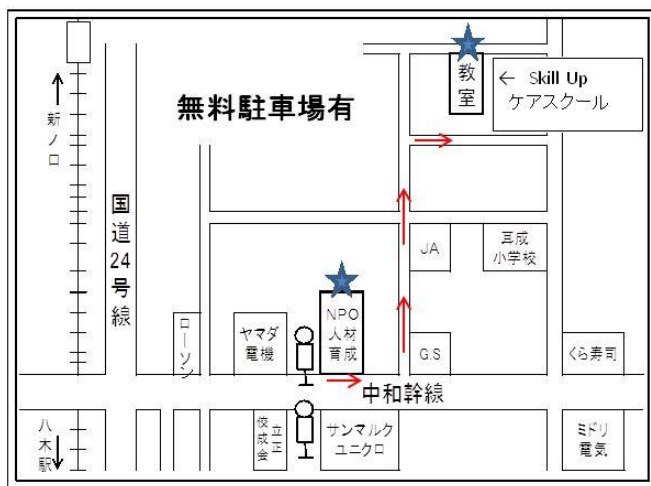 新ノ口
国道24号線
八木駅
無料駐車場有
教室
← Skill Up
ケアスクール
JA
耳成
小学校
ローソン
ヤマダ
電機
NPO
人材
育成
G.S
くら寿司
中和幹線
立正
佼成会
サンマルク
ユニクロ
ミドリ
電気